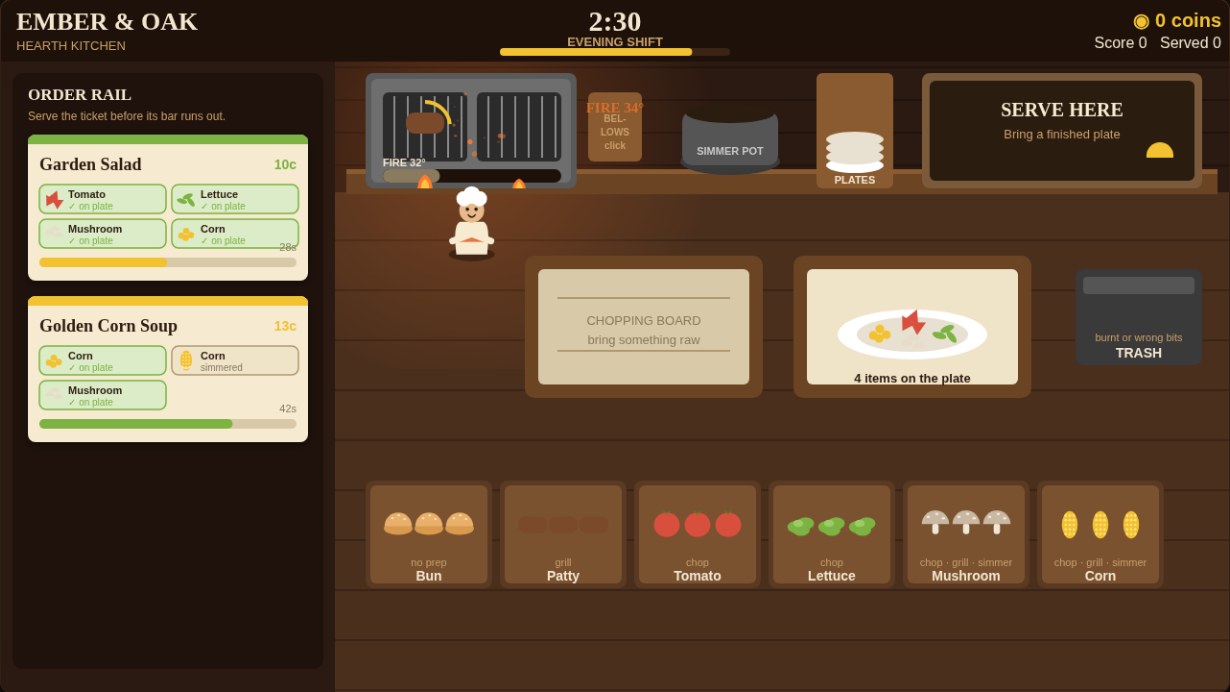 EMBER & OAK
HEARTH KITCHEN
2:30
EVENING SHIFT
0 coins
Score 0 Served 0
ORDER RAIL
Serve the ticket before its bar runs out.
Garden Salad
10c
Tomato
✓ on plate
Lettuce
✓ on plate
Mushroom
✓ on plate
Corn
✓ on plate
28s
Golden Corn Soup
13c
Corn
✓ on plate
Corn
simmered
Mushroom
✓ on plate
42s
FIRE 32°
FIRE 34°
BEL-
LOWS
click
SIMMER POT
PLATES
SERVE HERE
Bring a finished plate
CHOPPING BOARD
bring something raw
4 items on the plate
burnt or wrong bits
TRASH
no prep
Bun
grill
Patty
chop
Tomato
chop
Lettuce
chop · grill · simmer
Mushroom
chop · grill · simmer
Corn